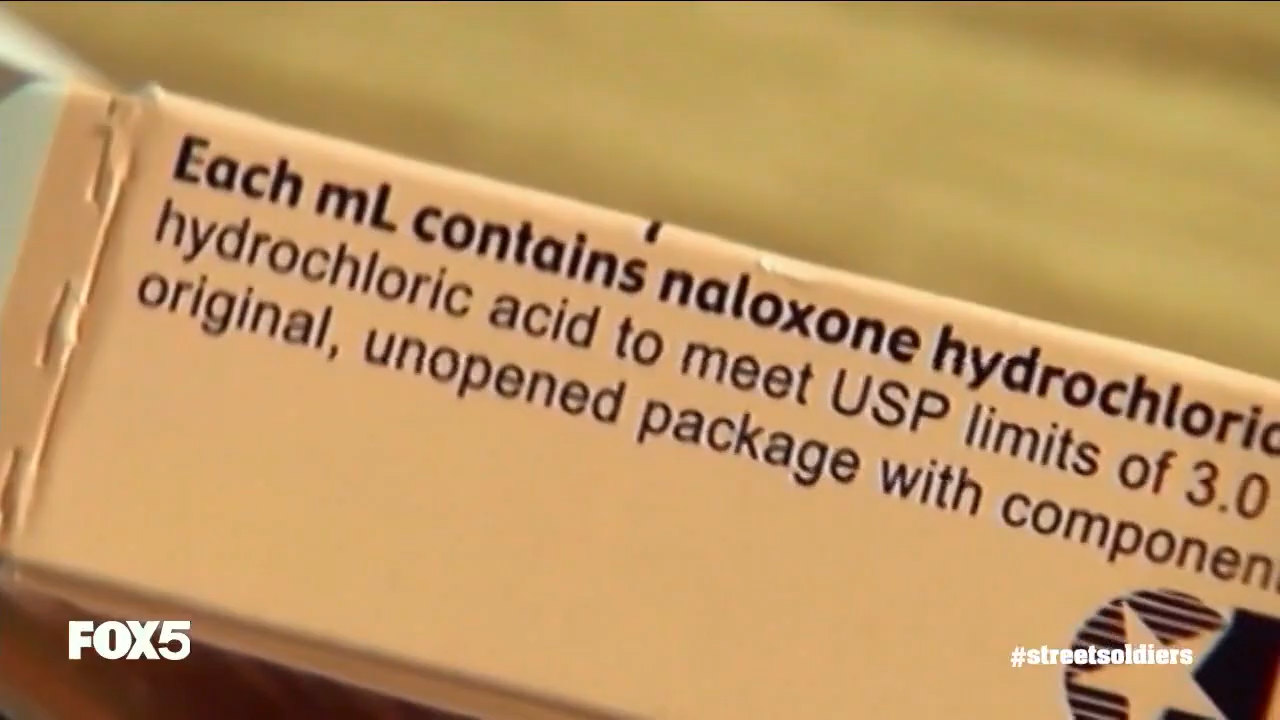 Each mL contains naloxone hydrochloric
hydrochloric acid to meet USP limits of 3.0
original, unopened package with componen
FOX5
#streetsoldiers